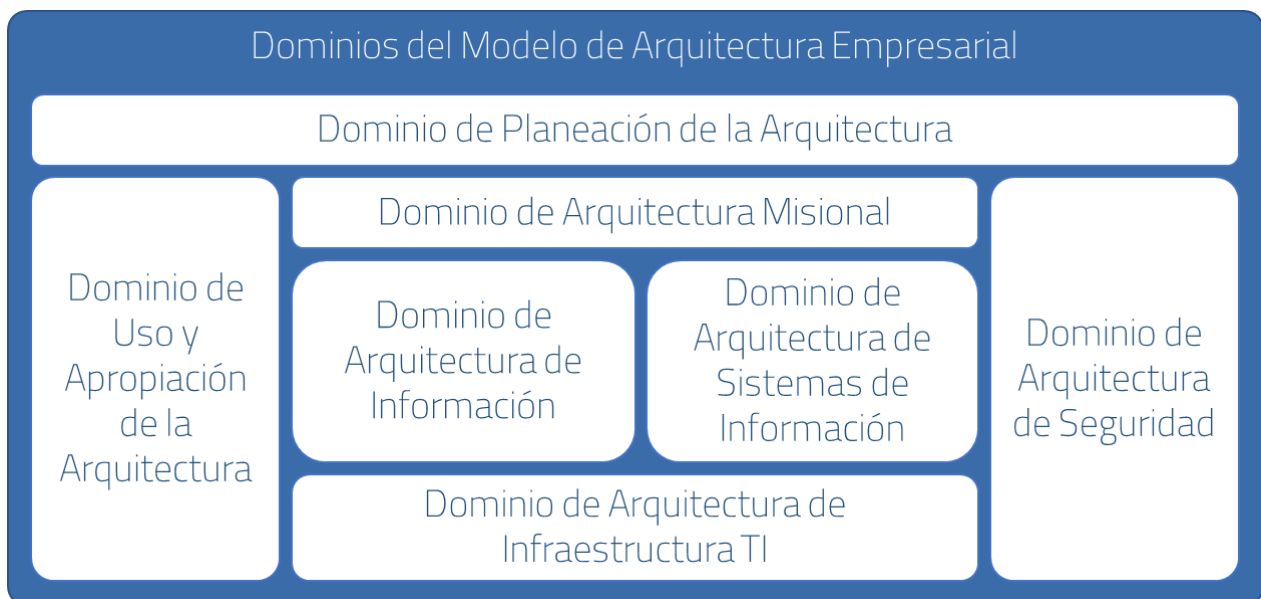 Dominios del Modelo de Arquitectura Empresarial
Dominio de Planeación de la Arquitectura
Dominio de
Uso y
Apropiación
de la
Arquitectura
Dominio de Arquitectura Misional
Dominio de
Arquitectura de
Información
Dominio de
Arquitectura de
Sistemas de
Información
Dominio de Arquitectura de
Infraestructura TI
Dominio de
Arquitectura
de Seguridad